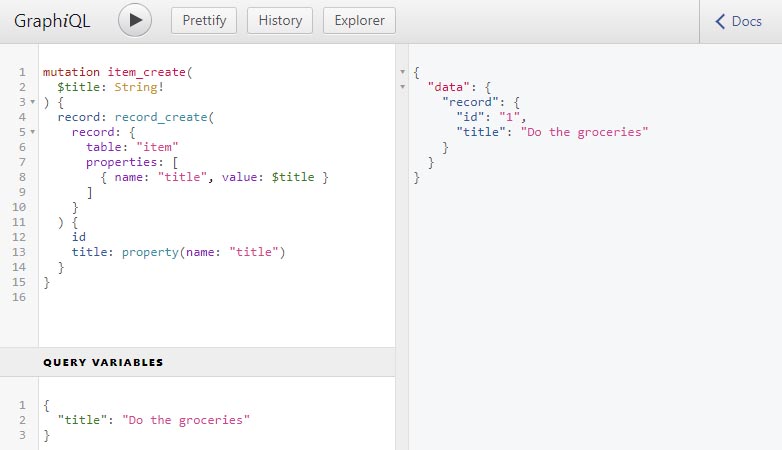 GraphiQL
Prettify
History
Explorer
Docs
1 mutation item_create(
2   $title: String!
3 ) {
4   record: record_create(
5     record: {
6       table: "item"
7       properties: [
8         { name: "title", value: $title }
9       ]
10     }
11   ) {
12     id
13     title: property(name: "title")
14   }
15 }
16
QUERY VARIABLES
1 {
2   "title": "Do the groceries"
3 }
{
  "data": {
    "record": {
      "id": "1",
      "title": "Do the groceries"
    }
  }
}